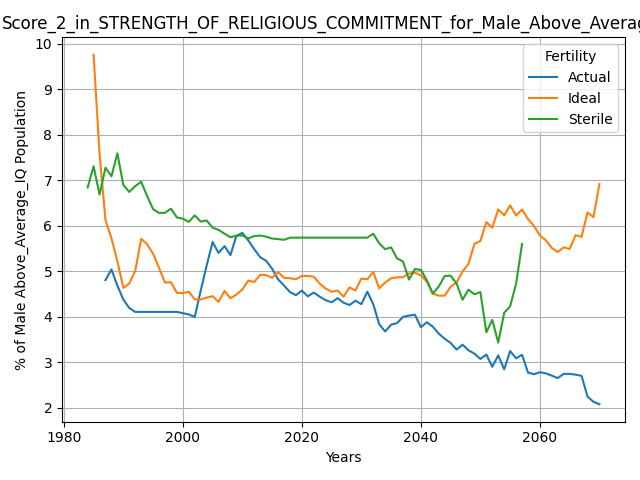 Score_2_in_STRENGTH_OF_RELIGIOUS_COMMITMENT_for_Male_Above_Averag
10
9
8
7
6
5
4
3
2
% of Male Above_Average_IQ Population
Fertility
Actual
Ideal
Sterile
1980
2000
2020
2040
2060
Years